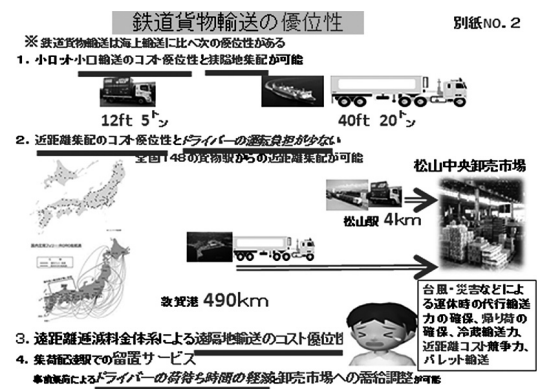 鉄道貨物輸送の優位性
別紙NO.2
※鉄道貨物輸送は海上輸送に比べ次の優位性がある
1. 小ロット小口輸送のコスト優位性と狭隘地集配が可能
12ft 5トン
40ft 20トン
2. 近距離集配のコスト優位性とドライバーの運転負担が少ない
全国148の貨物駅からの近距離集配が可能
松山中央卸売市場
松山駅 4km
敦賀港 490km
台風・災害などによ
る運休時の代行輸送
力の確保、帰り荷の
確保、冷蔵輸送力、
近距離コスト競争力、
パレット輸送
3. 遠距離逓減料金体系による遠隔地輸送のコスト優位性
4. 集荷配達駅での留置サービス
事前集荷によるドライバーの荷待ち時間の軽減と卸売市場への需給調整が可能